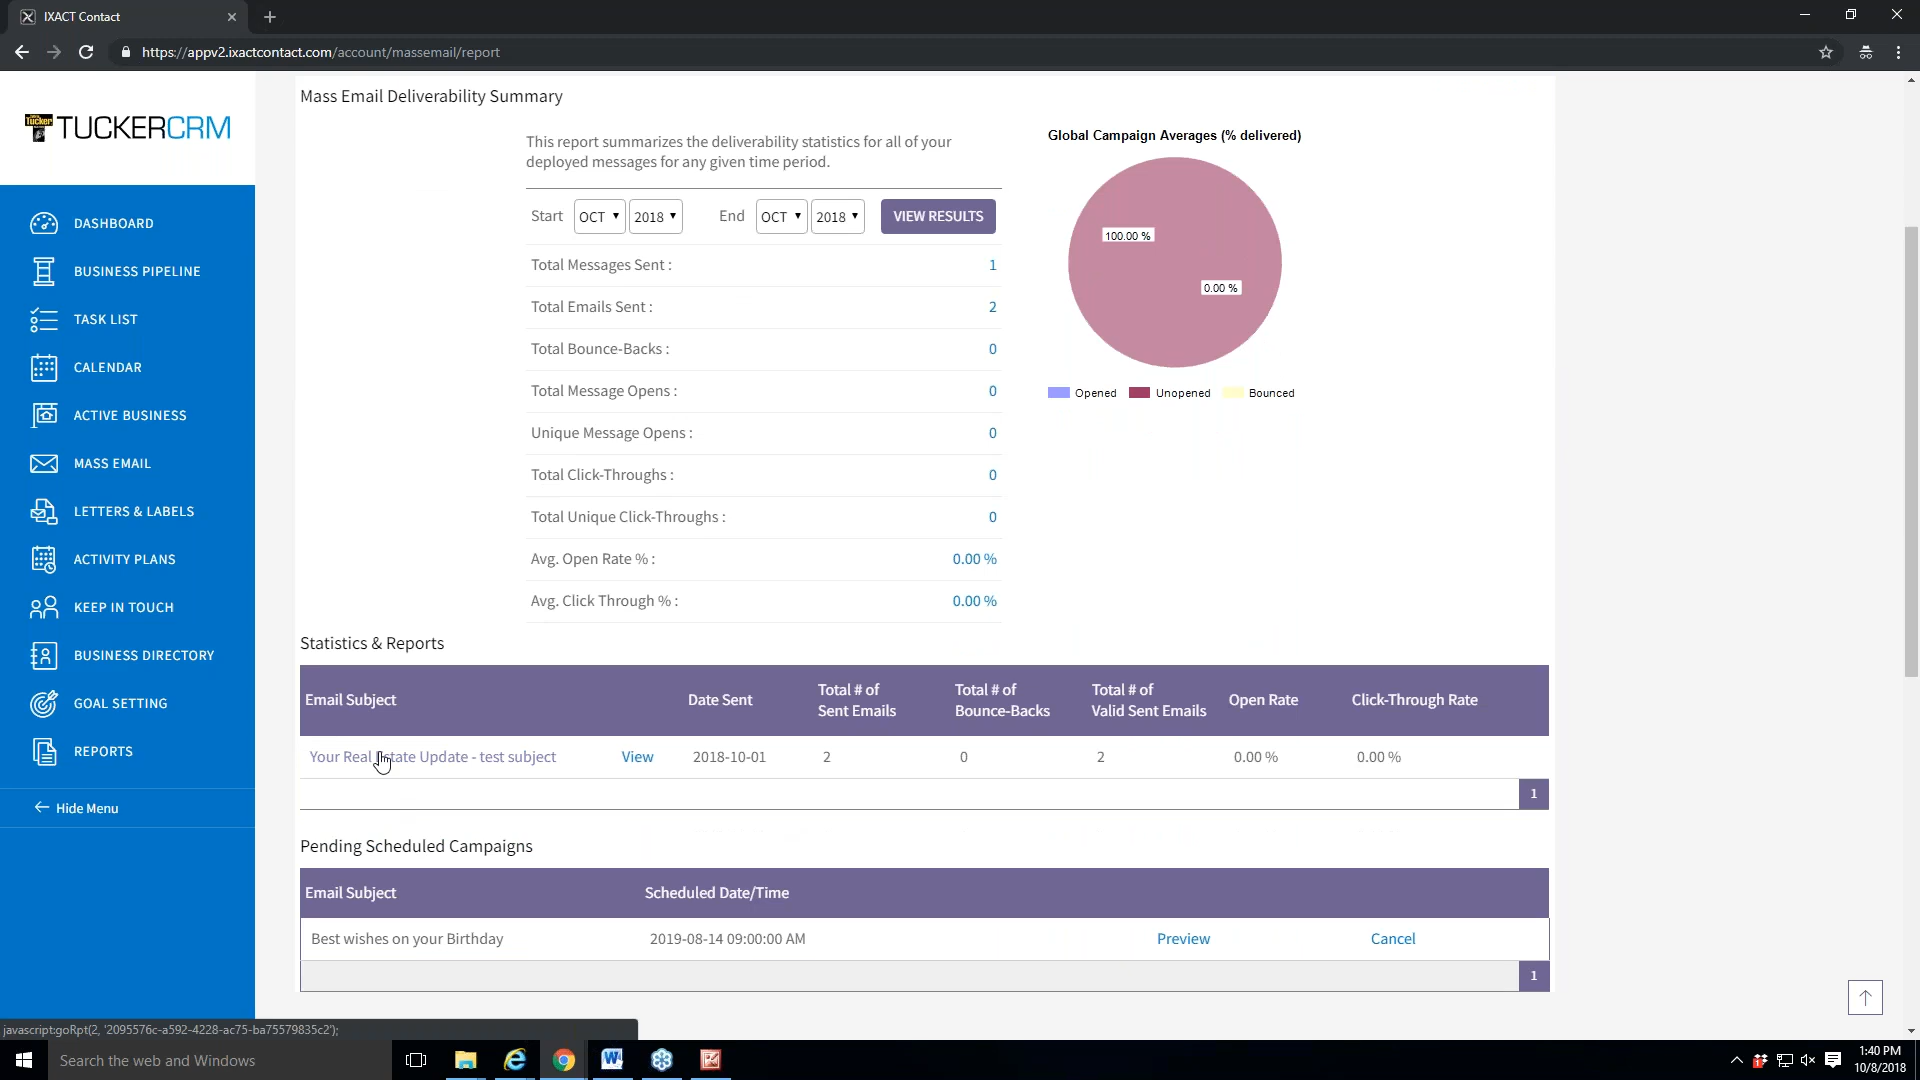 IXACT Contact
https://appv2.ixactcontact.com/account/massemail/report
Tucker
TUCKERCRM
DASHBOARD
BUSINESS PIPELINE
TASK LIST
CALENDAR
ACTIVE BUSINESS
MASS EMAIL
LETTERS & LABELS
ACTIVITY PLANS
KEEP IN TOUCH
BUSINESS DIRECTORY
GOAL SETTING
REPORTS
Hide Menu
Mass Email Deliverability Summary
This report summarizes the deliverability statistics for all of your
deployed messages for any given time period.
Start OCT 2018 End OCT 2018 VIEW RESULTS
Total Messages Sent : 1
Total Emails Sent : 2
Total Bounce-Backs : 0
Total Message Opens : 0
Unique Message Opens : 0
Total Click-Throughs : 0
Total Unique Click-Throughs : 0
Avg. Open Rate % : 0.00 %
Avg. Click Through % : 0.00 %
Global Campaign Averages (% delivered)
100.00 %
0.00 %
Opened Unopened Bounced
Statistics & Reports
Email Subject Date Sent Total # of Sent Emails Total # of Bounce-Backs Total # of Valid Sent Emails Open Rate Click-Through Rate
Your Real Estate Update - test subject View 2018-10-01 2 0 2 0.00 % 0.00 %
1
Pending Scheduled Campaigns
Email Subject Scheduled Date/Time
Best wishes on your Birthday 2019-08-14 09:00:00 AM Preview Cancel
1
javascript:goRpt(2, '2095576c-a592-4228-ac75-ba75579835c2');
Search the web and Windows
1:40 PM
10/8/2018